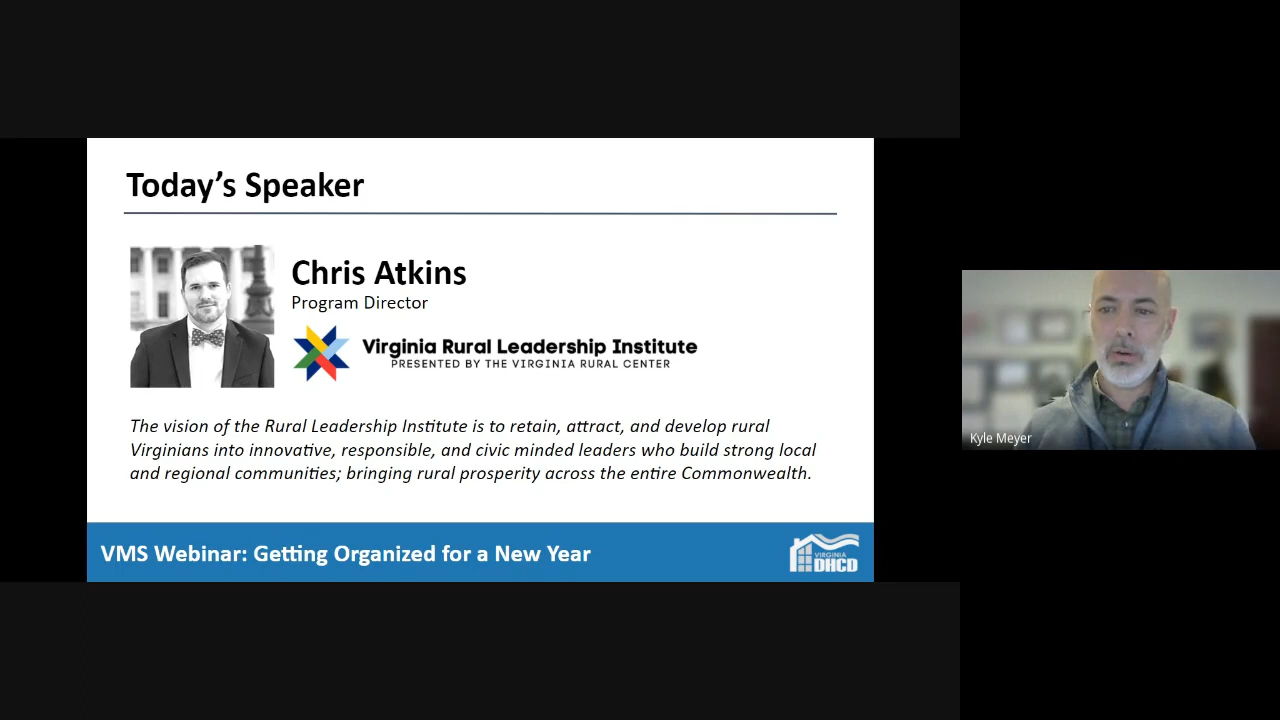 Today’s Speaker
Chris Atkins
Program Director
Virginia Rural Leadership Institute
PRESENTED BY THE VIRGINIA RURAL CENTER
The vision of the Rural Leadership Institute is to retain, attract, and develop rural
Virginians into innovative, responsible, and civic minded leaders who build strong local
and regional communities; bringing rural prosperity across the entire Commonwealth.
Kyle Meyer
VMS Webinar: Getting Organized for a New Year
VIRGINIA
DHCD